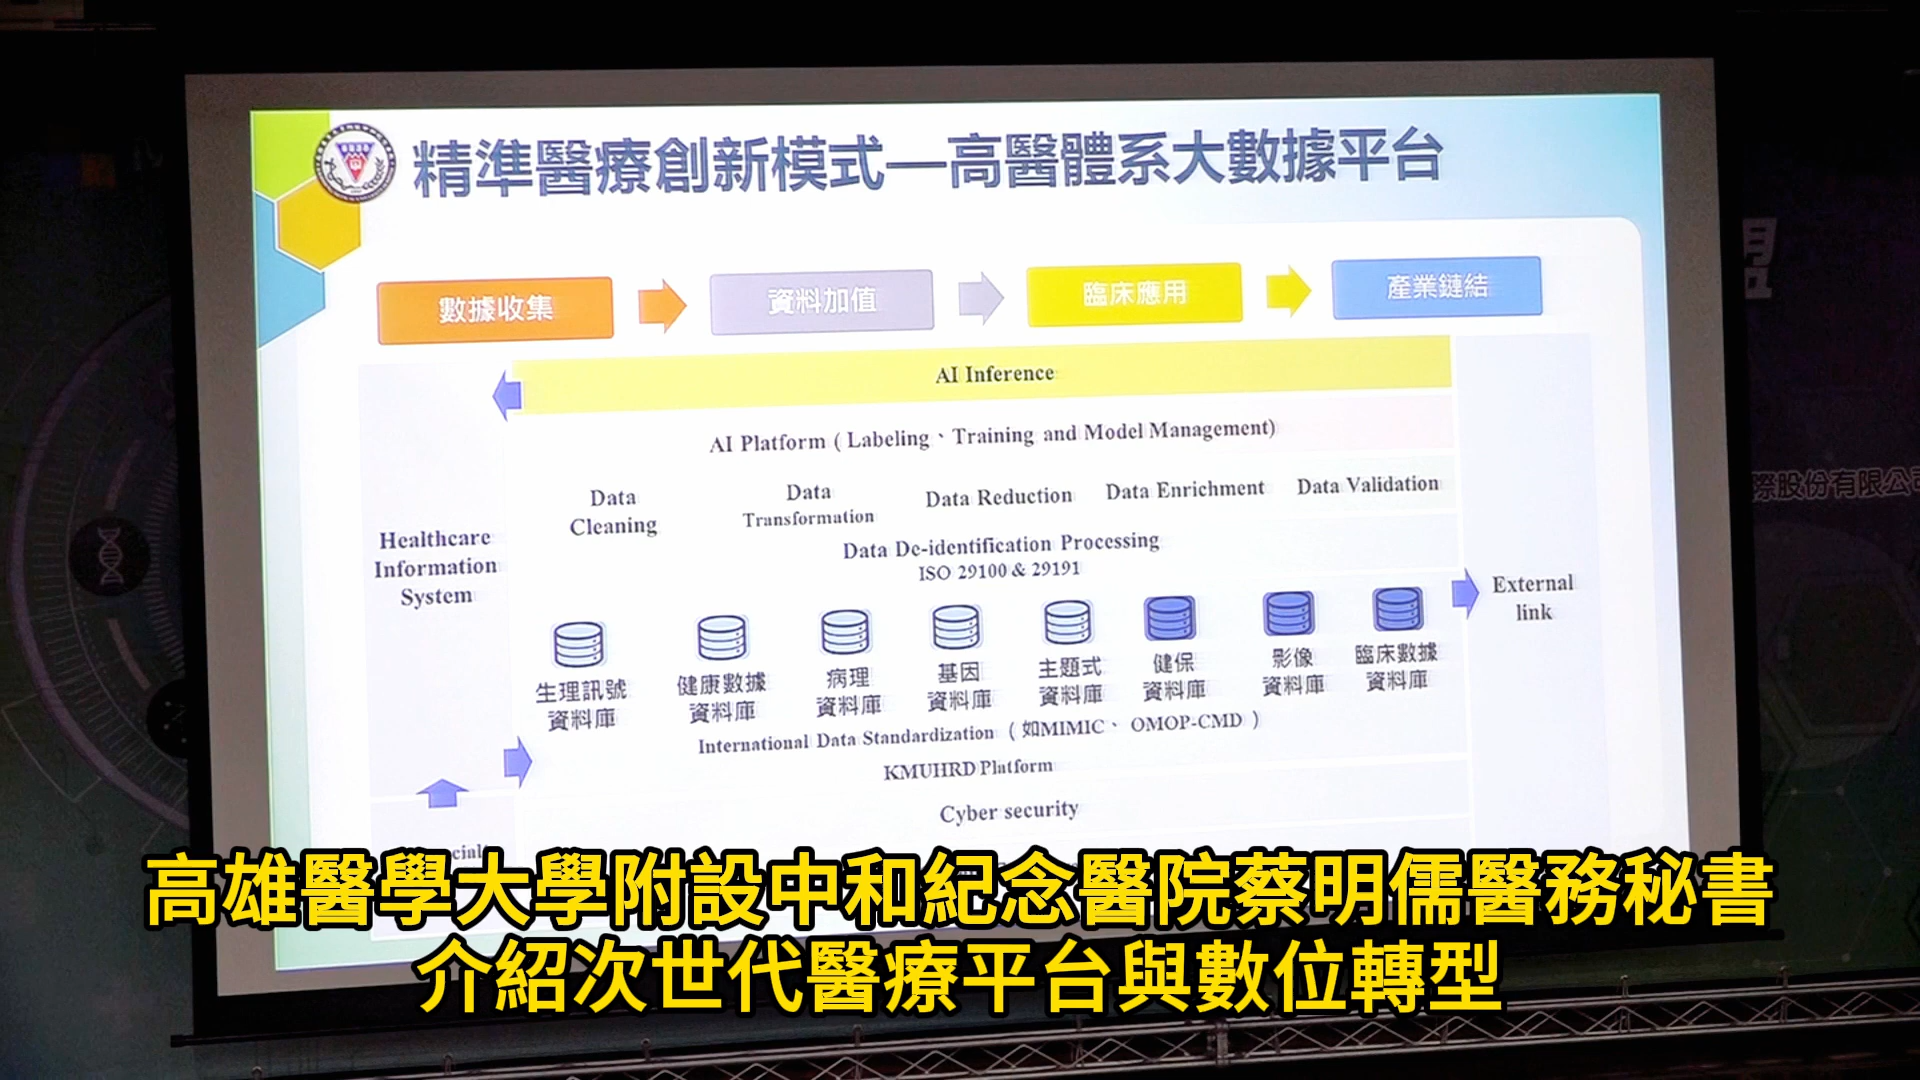 精準醫療創新模式—高醫體系大數據平台
數據收集
資料加值
臨床應用
產業鏈結
AI Inference
AI Platform ( Labeling、Training and Model Management)
Data
Cleaning
Data
Transformation
Data Reduction
Data Enrichment
Data Validation
Data De-identification Processing
ISO 29100 & 29191
Healthcare
Information
System
External
link
生理訊號
資料庫
健康數據
資料庫
病理
資料庫
基因
資料庫
主題式
資料庫
健保
資料庫
影像
資料庫
臨床數據
資料庫
International Data Standardization （如MIMIC、 OMOP-CMD ）
KMUHRD Platform
Cyber security
際股份有限公司
高雄醫學大學附設中和紀念醫院蔡明儒醫務秘書
介紹次世代醫療平台與數位轉型